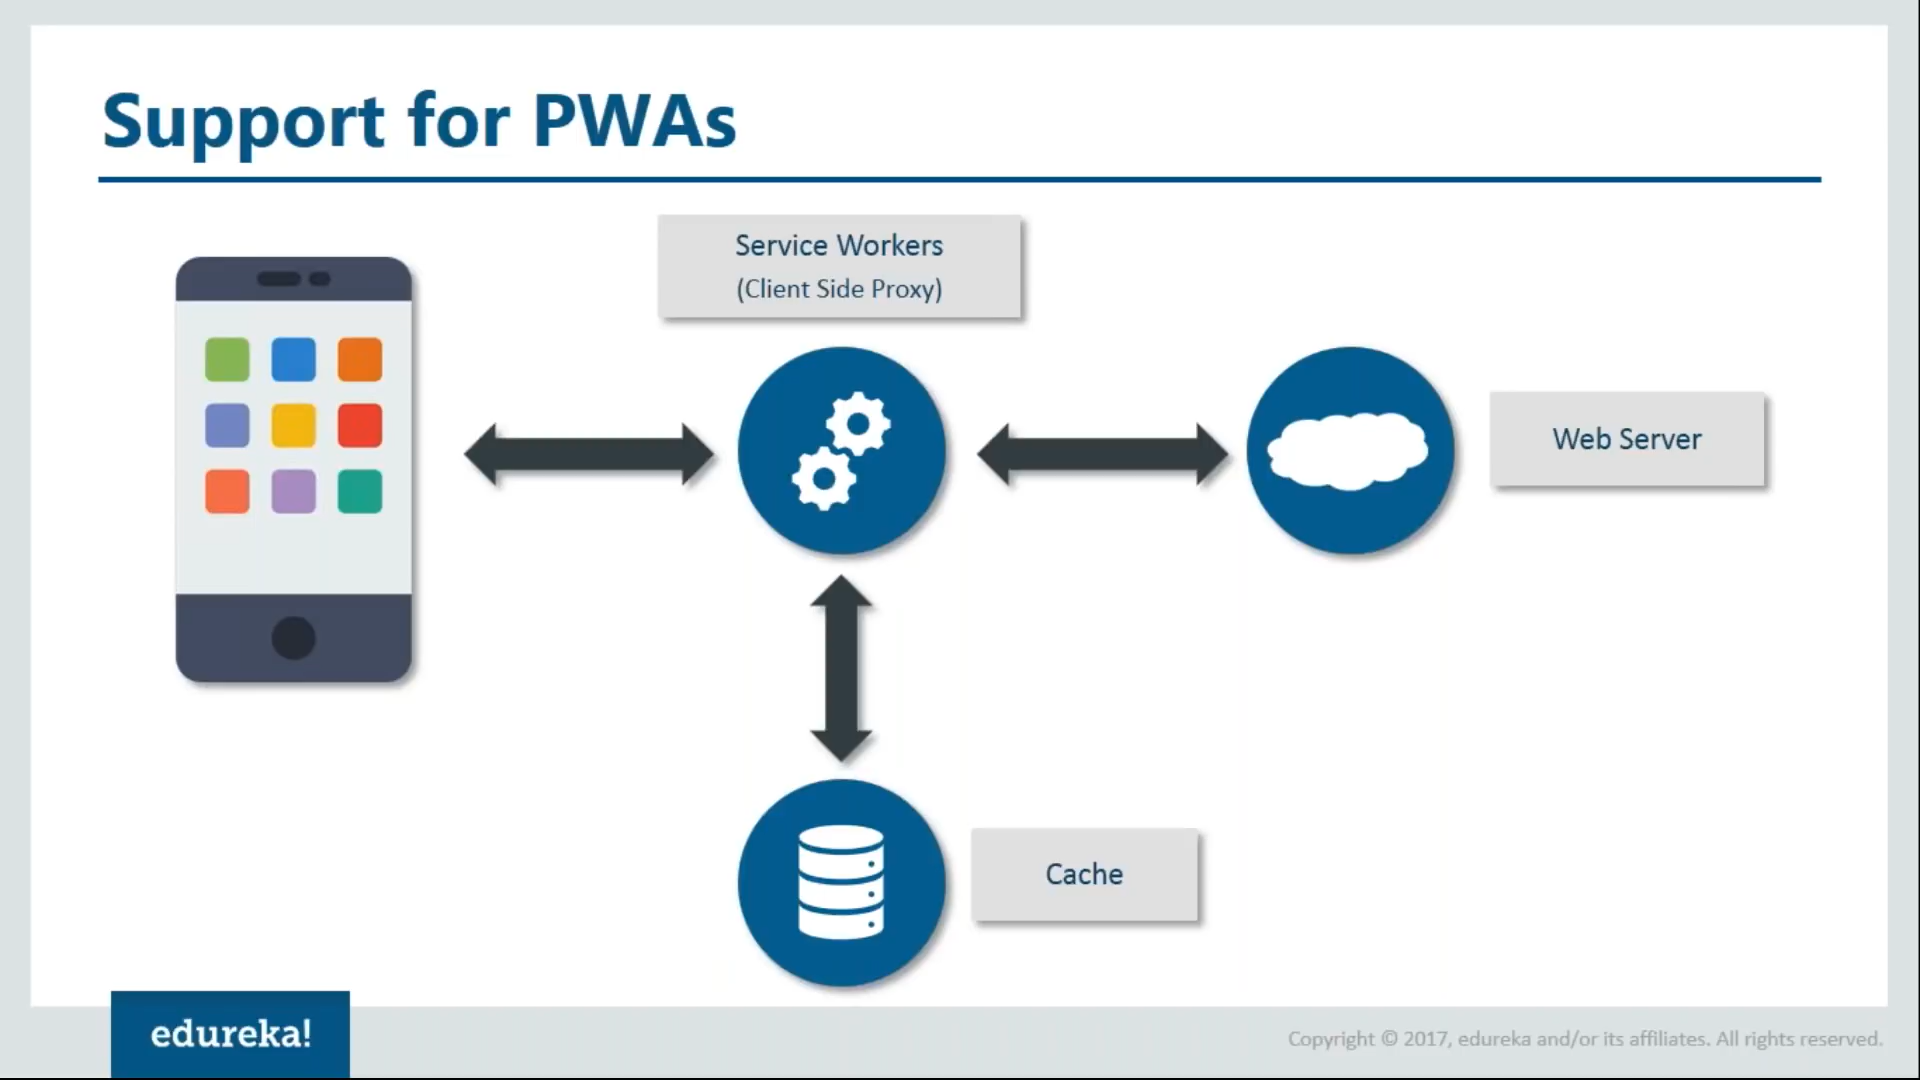 Support for PWAs
Service Workers
(Client Side Proxy)
Web Server
Cache
edureka!
Copyright © 2017, edureka and/or its affiliates. All rights reserved.